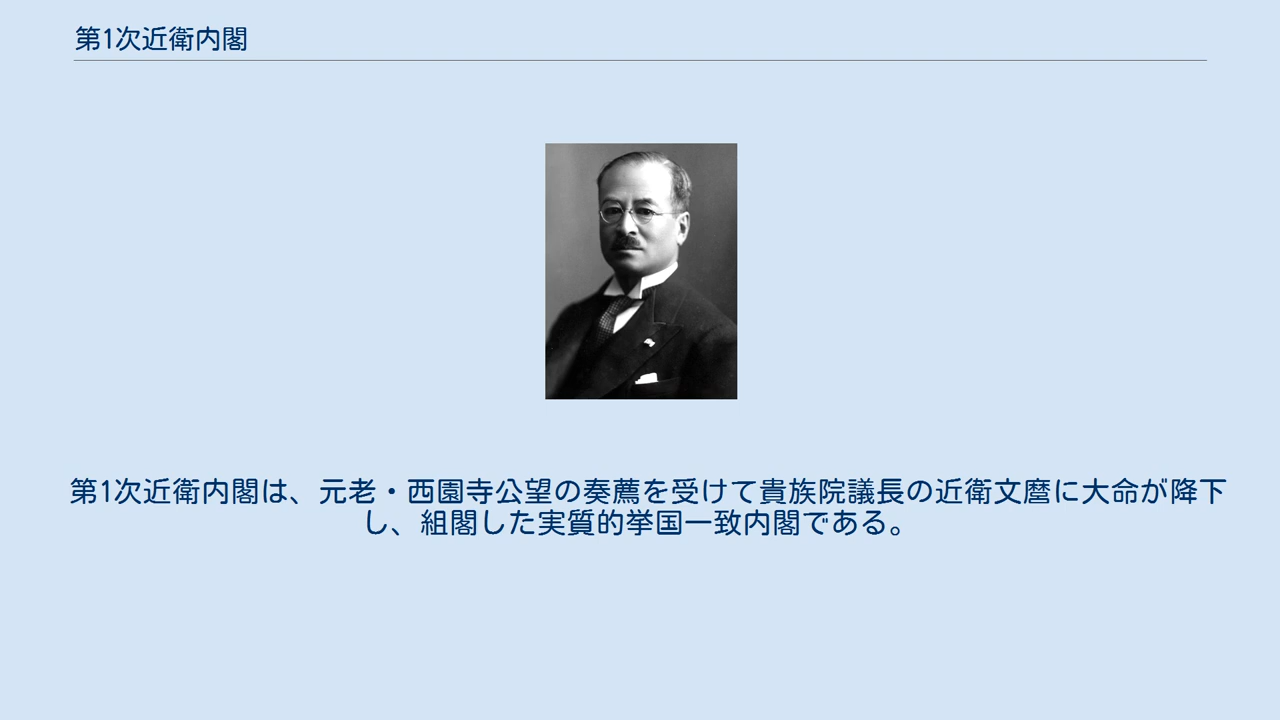 第1次近衛内閣
第1次近衛内閣は、元老・西園寺公望の奏薦を受けて貴族院議長の近衛文麿に大命が降下
し、組閣した実質的挙国一致内閣である。